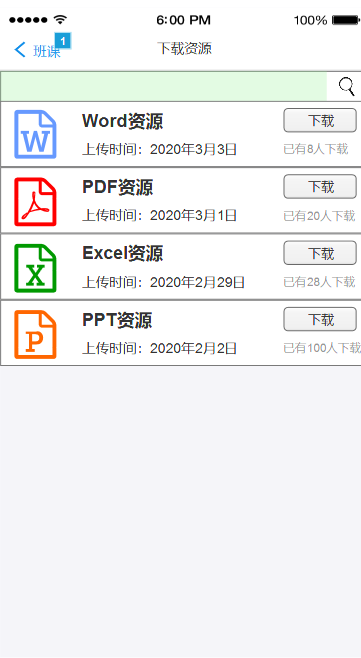 6:00 PM 100%
班课 1 下载资源
Word资源 下载
上传时间：2020年3月3日 已有8人下载
PDF资源 下载
上传时间：2020年3月1日 已有20人下载
Excel资源 下载
上传时间：2020年2月29日 已有28人下载
PPT资源 下载
上传时间：2020年2月2日 已有100人下载